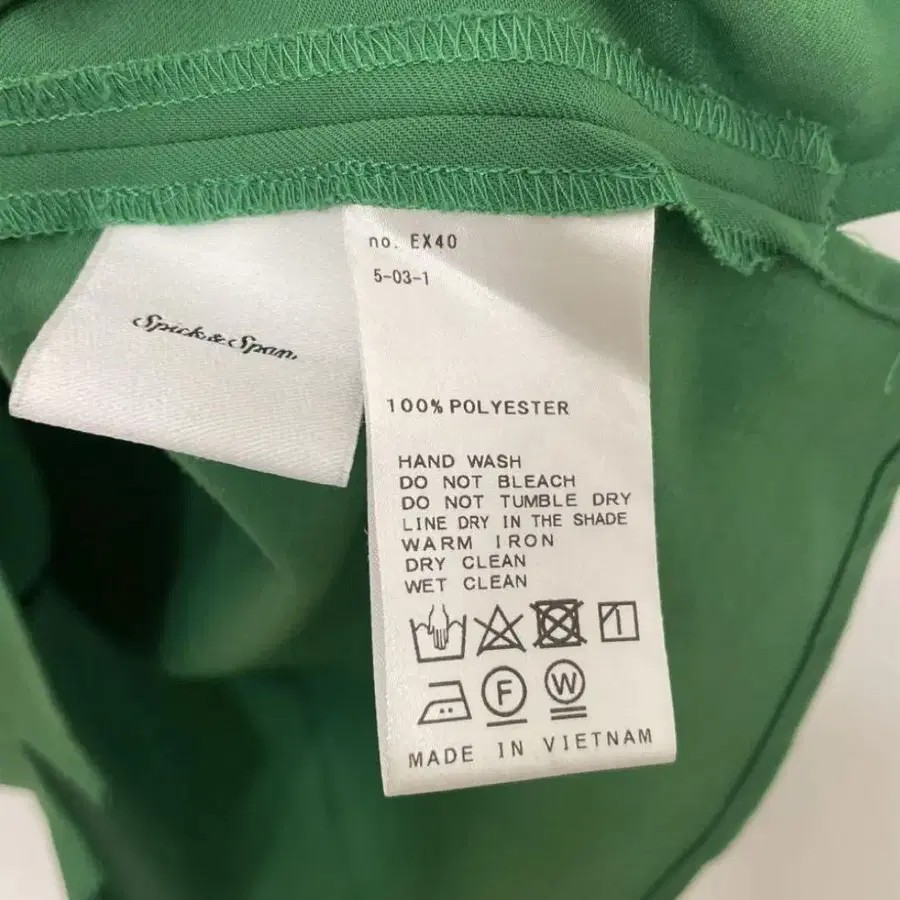 Spick & Span
no. EX40
5-03-1
100% POLYESTER
HAND WASH
DO NOT BLEACH
DO NOT TUMBLE DRY
LINE DRY IN THE SHADE
WARM IRON
DRY CLEAN
WET CLEAN
F W
MADE IN VIETNAM